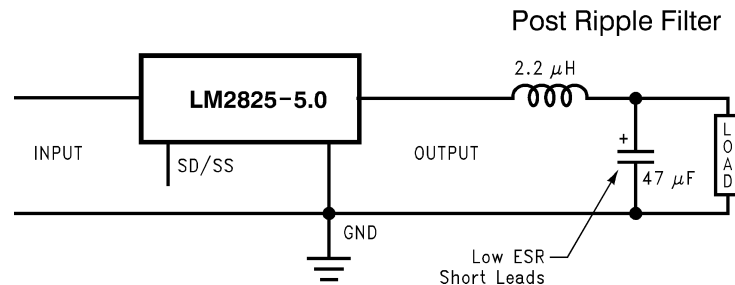 Post Ripple Filter
2.2 μH
LM2825-5.0
INPUT
SD/SS
OUTPUT
+
47 μF
LOAD
GND
Low ESR
Short Leads